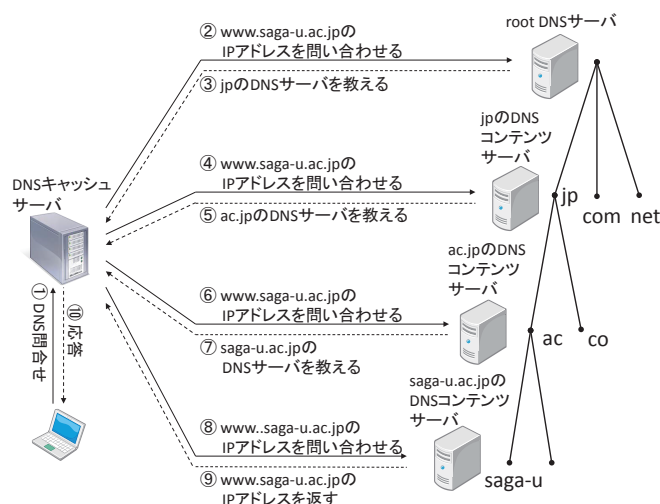 root DNSサーバ
② www.saga-u.ac.jpの
IPアドレスを問い合わせる
③ jpのDNSサーバを教える
jpのDNS
コンテンツ
サーバ
④ www.saga-u.ac.jpの
IPアドレスを問い合わせる
⑤ ac.jpのDNSサーバを教える
DNSキャッシュ
サーバ
jp
com
net
ac.jpのDNS
コンテンツ
サーバ
⑥ www.saga-u.ac.jpの
IPアドレスを問い合わせる
⑦ saga-u.ac.jpの
DNSサーバを教える
ac
co
① DNS問合せ
⑩ 応答
saga-u.ac.jpの
DNSコンテンツ
サーバ
⑧ www..saga-u.ac.jpの
IPアドレスを問い合わせる
⑨ www.saga-u.ac.jpの
IPアドレスを返す
saga-u